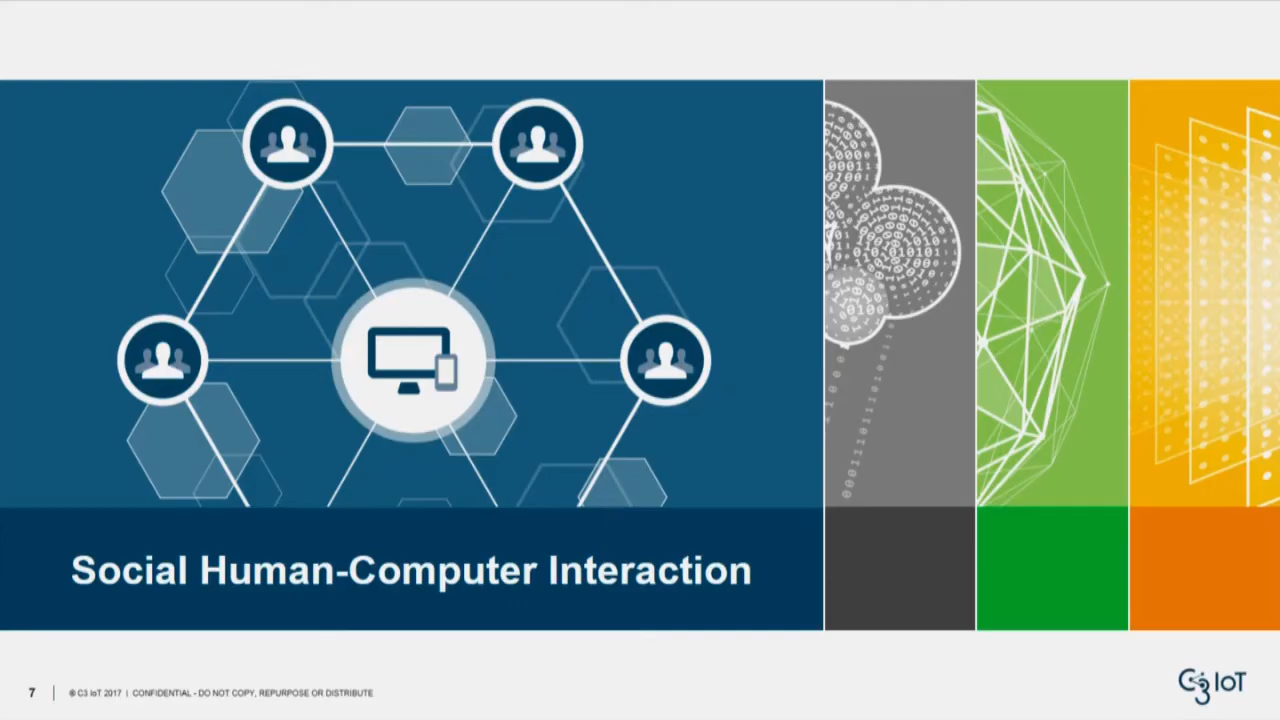 Social Human-Computer Interaction
7 | © C3 IoT 2017 | CONFIDENTIAL - DO NOT COPY, REPURPOSE OR DISTRIBUTE
C3 IoT